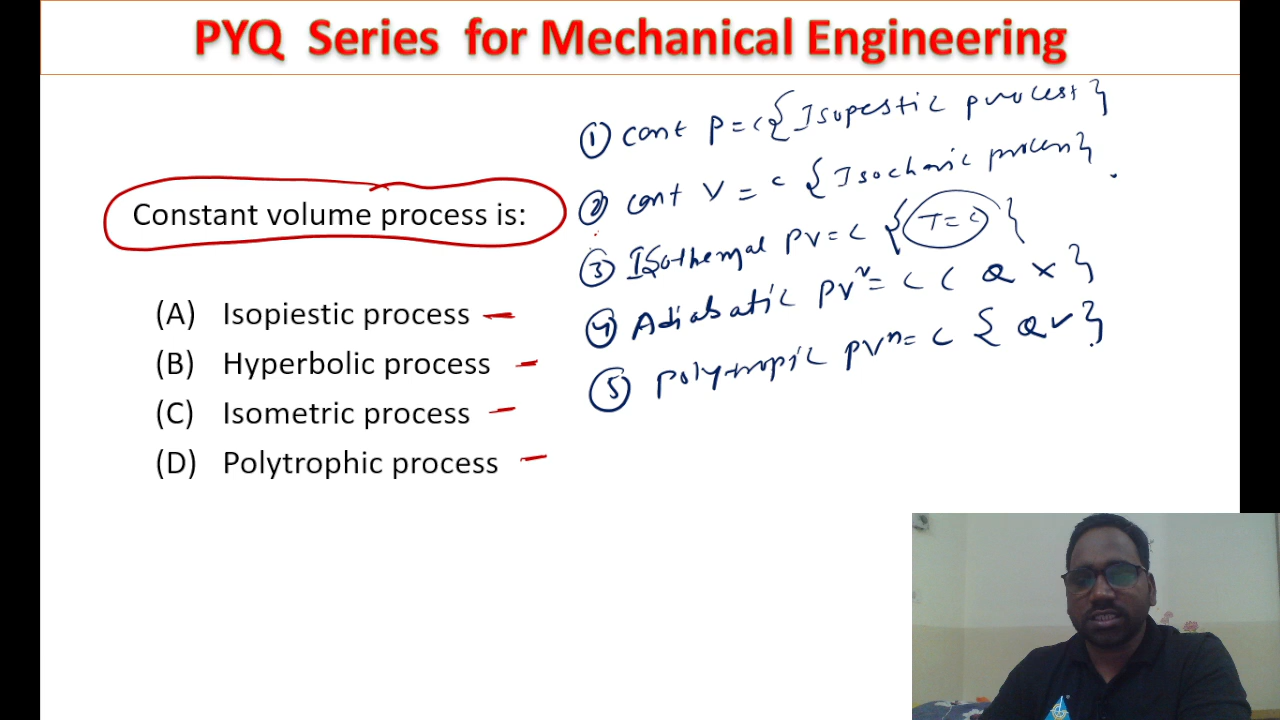 PYQ Series for Mechanical Engineering
Constant volume process is:
(A) Isopiestic process
(B) Hyperbolic process
(C) Isometric process
(D) Polytrophic process
① cont P = c { Isopestic process }
② cont V = c { Isochoric process }
③ ISothermal PV = c { T = c }
④ Adiabatic PV^γ = c ( Q × }
⑤ polytropic PV^n = c { Q ✓ }